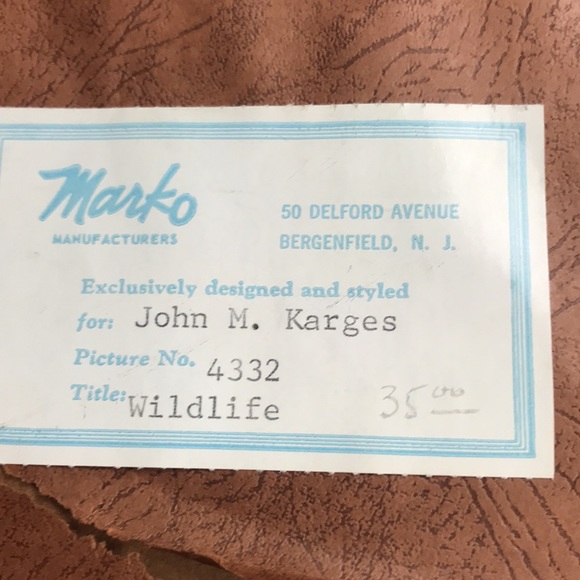 Marko
MANUFACTURERS
50 DELFORD AVENUE
BERGENFIELD, N. J.
Exclusively designed and styled
for: John M. Karges
Picture No. 4332
Title: Wildlife
35.00